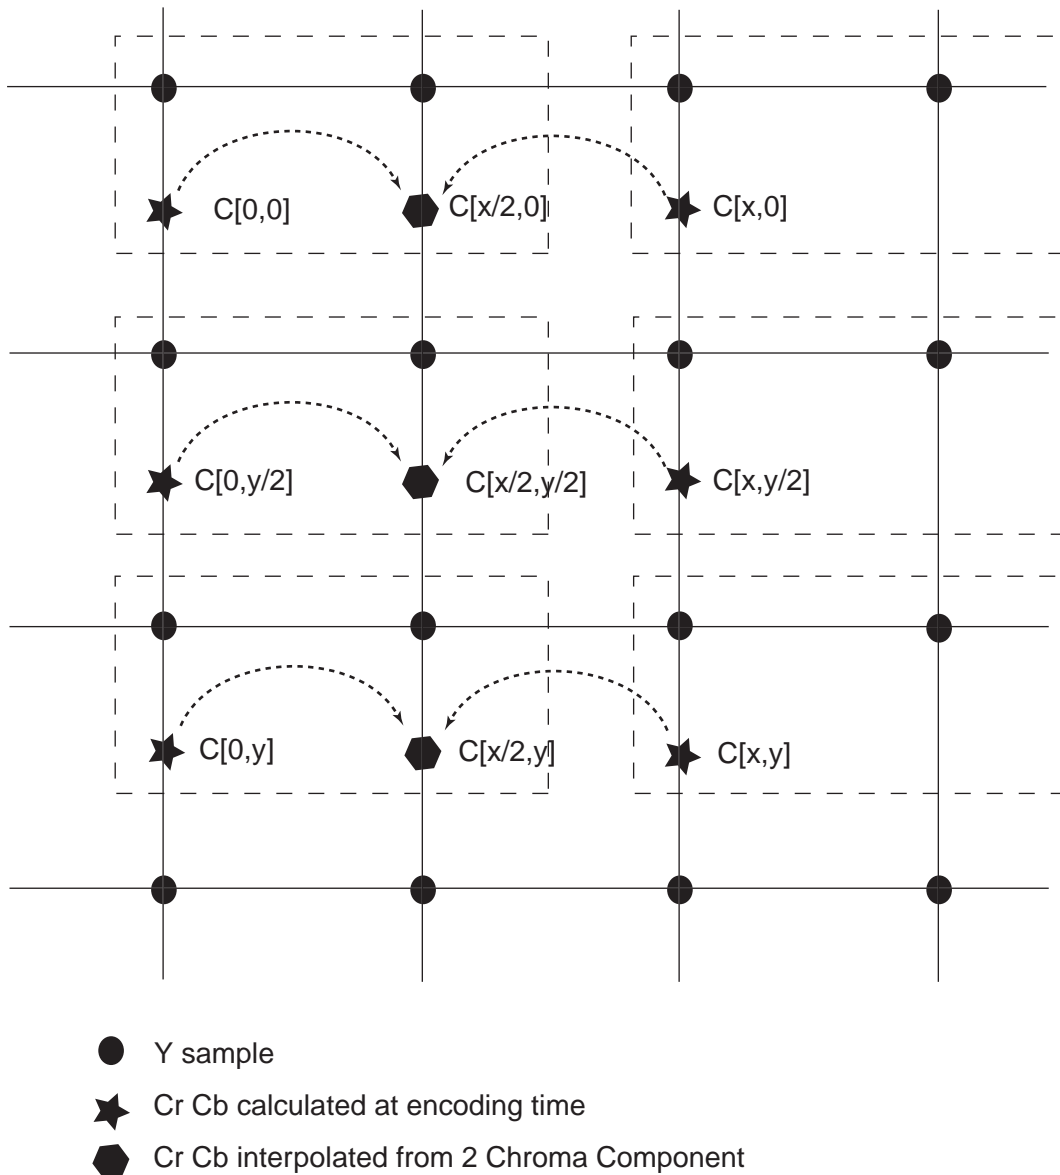 C[0,0] C[x/2,0] C[x,0]
C[0,y/2] C[x/2,y/2] C[x,y/2]
C[0,y] C[x/2,y] C[x,y]
Y sample
Cr Cb calculated at encoding time
Cr Cb interpolated from 2 Chroma Component